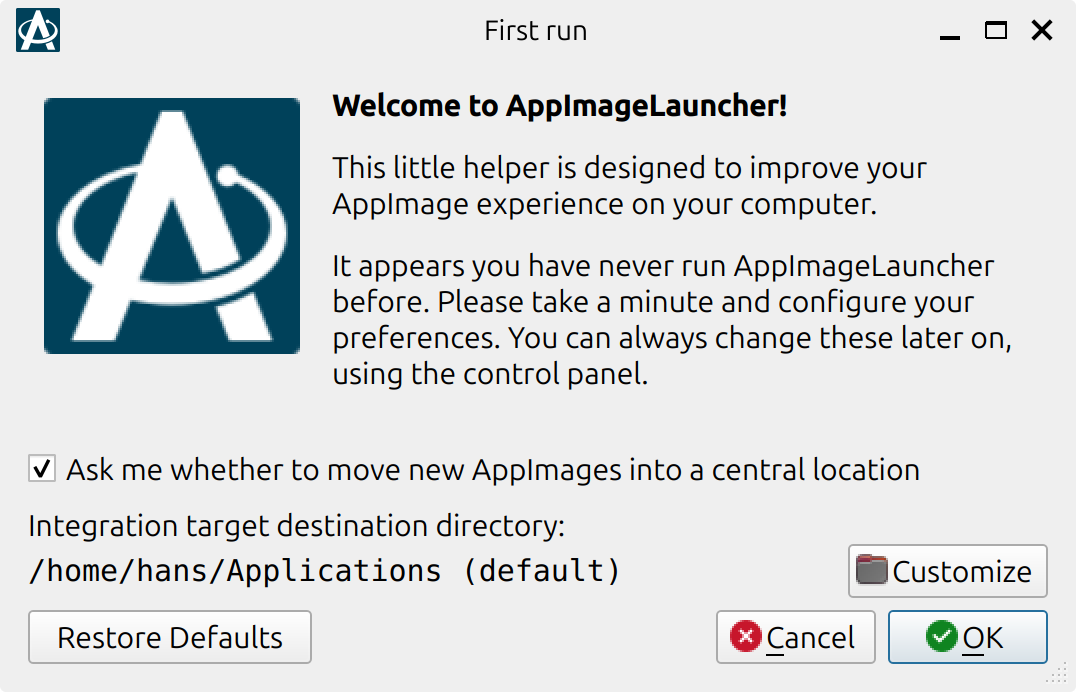 First run
Welcome to AppImageLauncher!
This little helper is designed to improve your
AppImage experience on your computer.
It appears you have never run AppImageLauncher
before. Please take a minute and configure your
preferences. You can always change these later on,
using the control panel.
Ask me whether to move new AppImages into a central location
Integration target destination directory:
/home/hans/Applications (default)
Customize
Restore Defaults
Cancel
OK